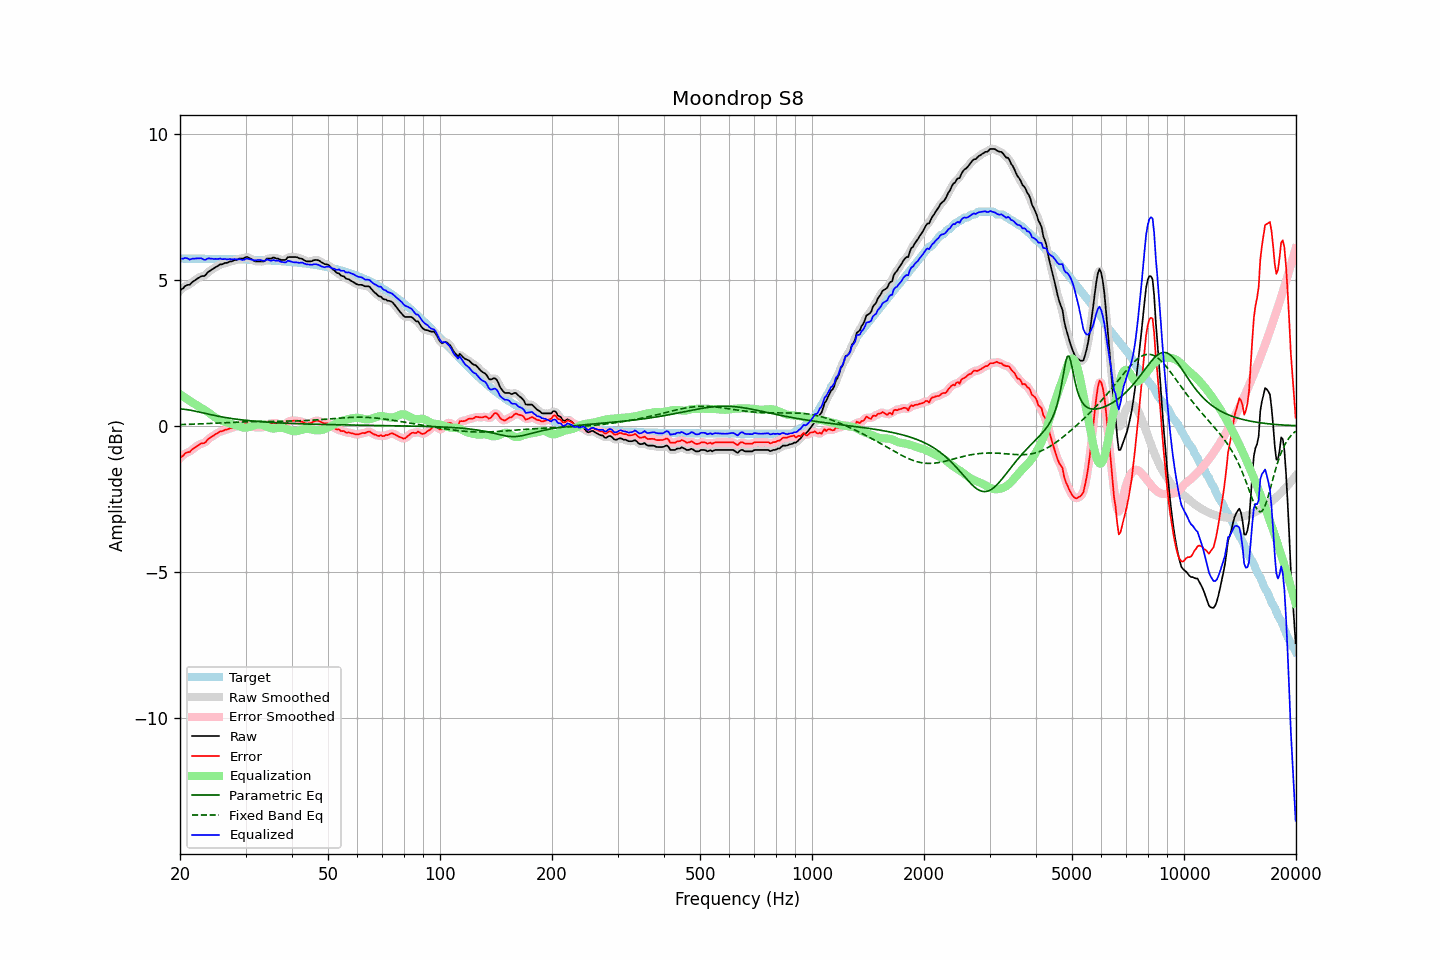 Moondrop S8
Amplitude (dBr)
10
5
0
−5
−10
Target
Raw Smoothed
Error Smoothed
Raw
Error
Equalization
Parametric Eq
Fixed Band Eq
Equalized
20 50 100 200 500 1000 2000 5000 10000 20000
Frequency (Hz)